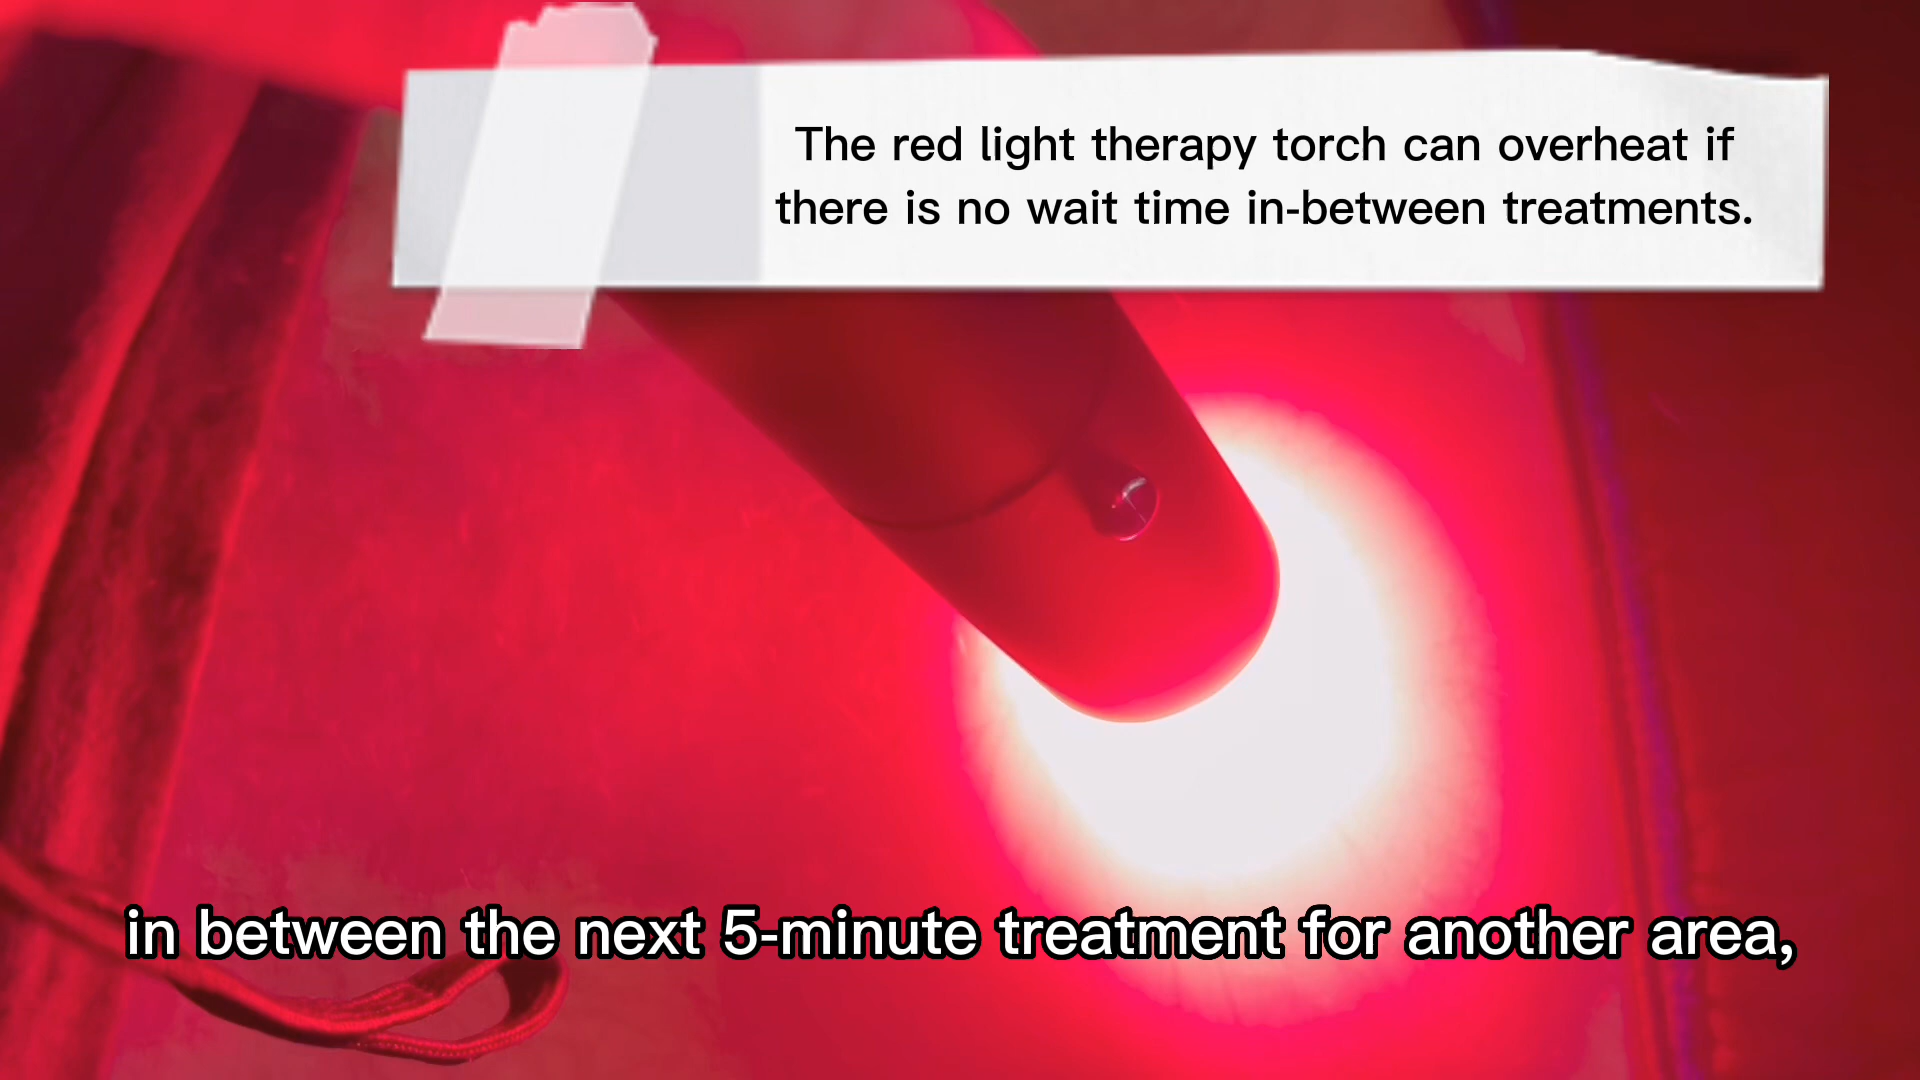 The red light therapy torch can overheat if
there is no wait time in-between treatments.
in between the next 5-minute treatment for another area,